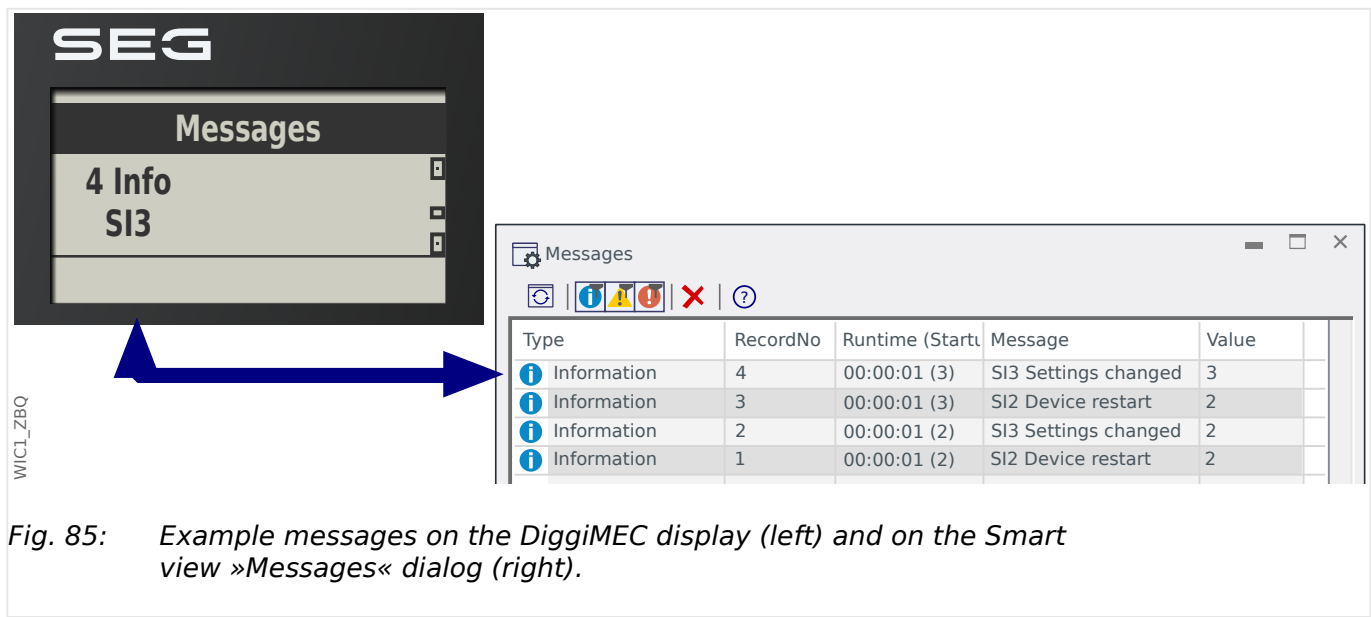 SEG
Messages
4 Info
SI3
WIC1_ZBQ
Messages
Type RecordNo Runtime (Startu Message Value
Information 4 00:00:01 (3) SI3 Settings changed 3
Information 3 00:00:01 (3) SI2 Device restart 2
Information 2 00:00:01 (2) SI3 Settings changed 2
Information 1 00:00:01 (2) SI2 Device restart 2
Fig. 85: Example messages on the DiggiMEC display (left) and on the Smart
view »Messages« dialog (right).